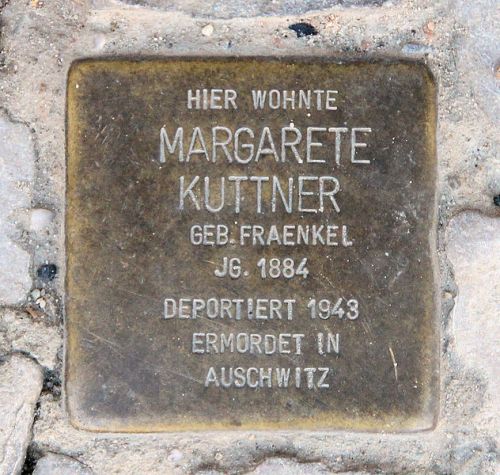 HIER WOHNTE
MARGARETE
KUTTNER
GEB. FRAENKEL
JG. 1884
DEPORTIERT 1943
ERMORDET IN
AUSCHWITZ